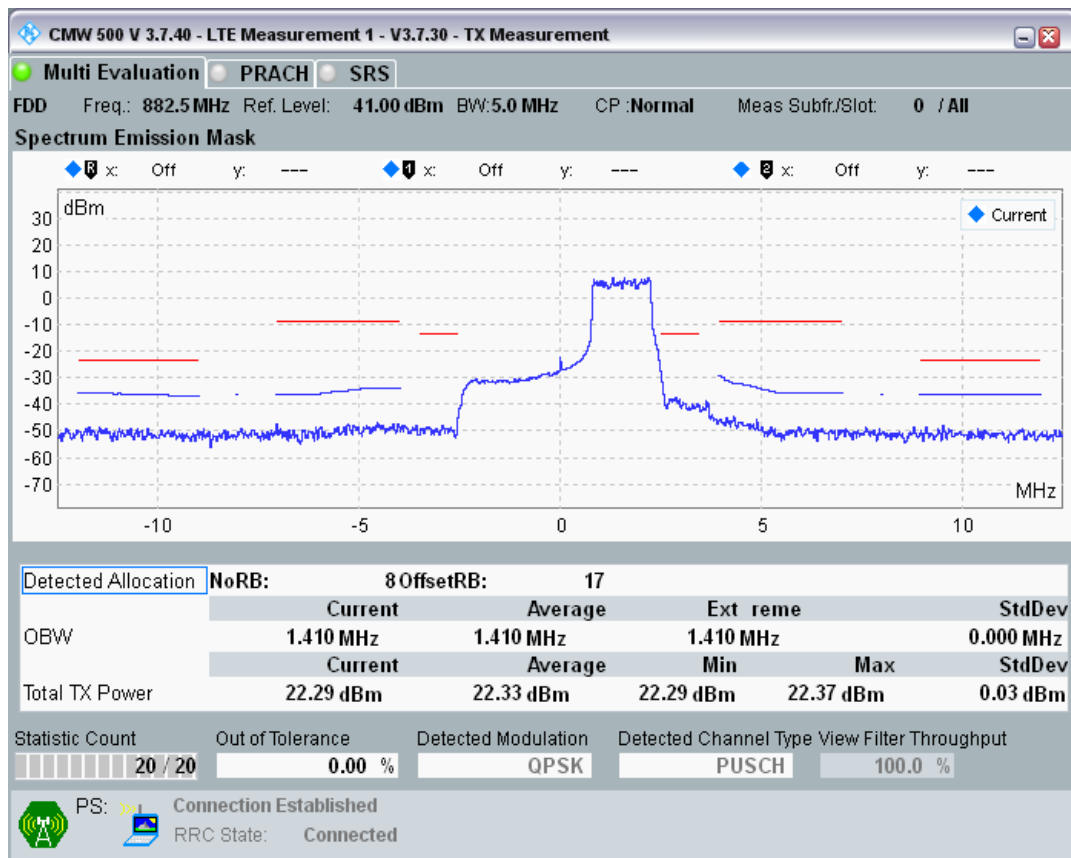 CMW 500 V 3.7.40 - LTE Measurement 1 - V3.7.30 - TX Measurement
Multi Evaluation PRACH SRS
FDD Freq.: 882.5 MHz Ref. Level: 41.00 dBm BW:5.0 MHz CP :Normal Meas Subfr./Slot: 0 / All
Spectrum Emission Mask
R x: Off y: --- 1 x: Off y: --- 2 x: Off y: ---
dBm
Current
30
20
10
0
-10
-20
-30
-40
-50
-60
-70
MHz
-10 -5 0 5 10
Detected Allocation NoRB: 8 OffsetRB: 17
Current Average Ext reme StdDev
OBW 1.410 MHz 1.410 MHz 1.410 MHz 0.000 MHz
Current Average Min Max StdDev
Total TX Power 22.29 dBm 22.33 dBm 22.29 dBm 22.37 dBm 0.03 dBm
Statistic Count Out of Tolerance Detected Modulation Detected Channel Type View Filter Throughput
20 / 20 0.00 % QPSK PUSCH 100.0 %
PS: Connection Established
RRC State: Connected